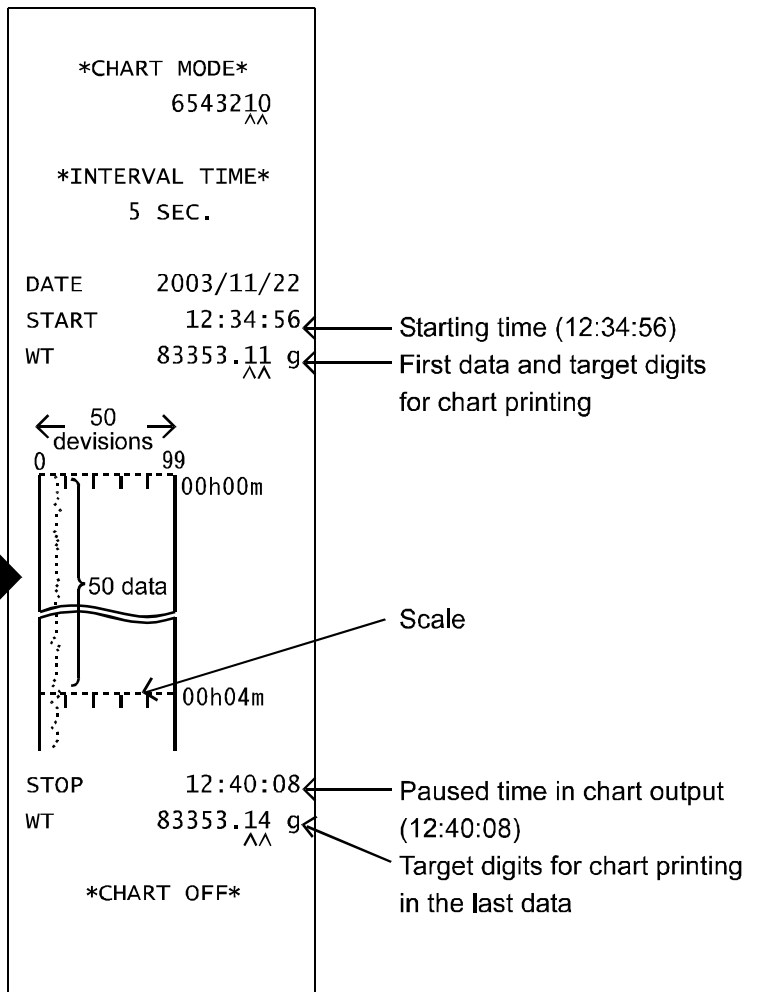 *CHART MODE*
6543210
^^
*INTERVAL TIME*
5 SEC.
DATE 2003/11/22
START 12:34:56
Starting time (12:34:56)
WT 83353.11 g
^^
First data and target digits
for chart printing
50
devisions
0 99
00h00m
50 data
Scale
00h04m
STOP 12:40:08
Paused time in chart output
(12:40:08)
WT 83353.14 g
^^
Target digits for chart printing
in the last data
*CHART OFF*